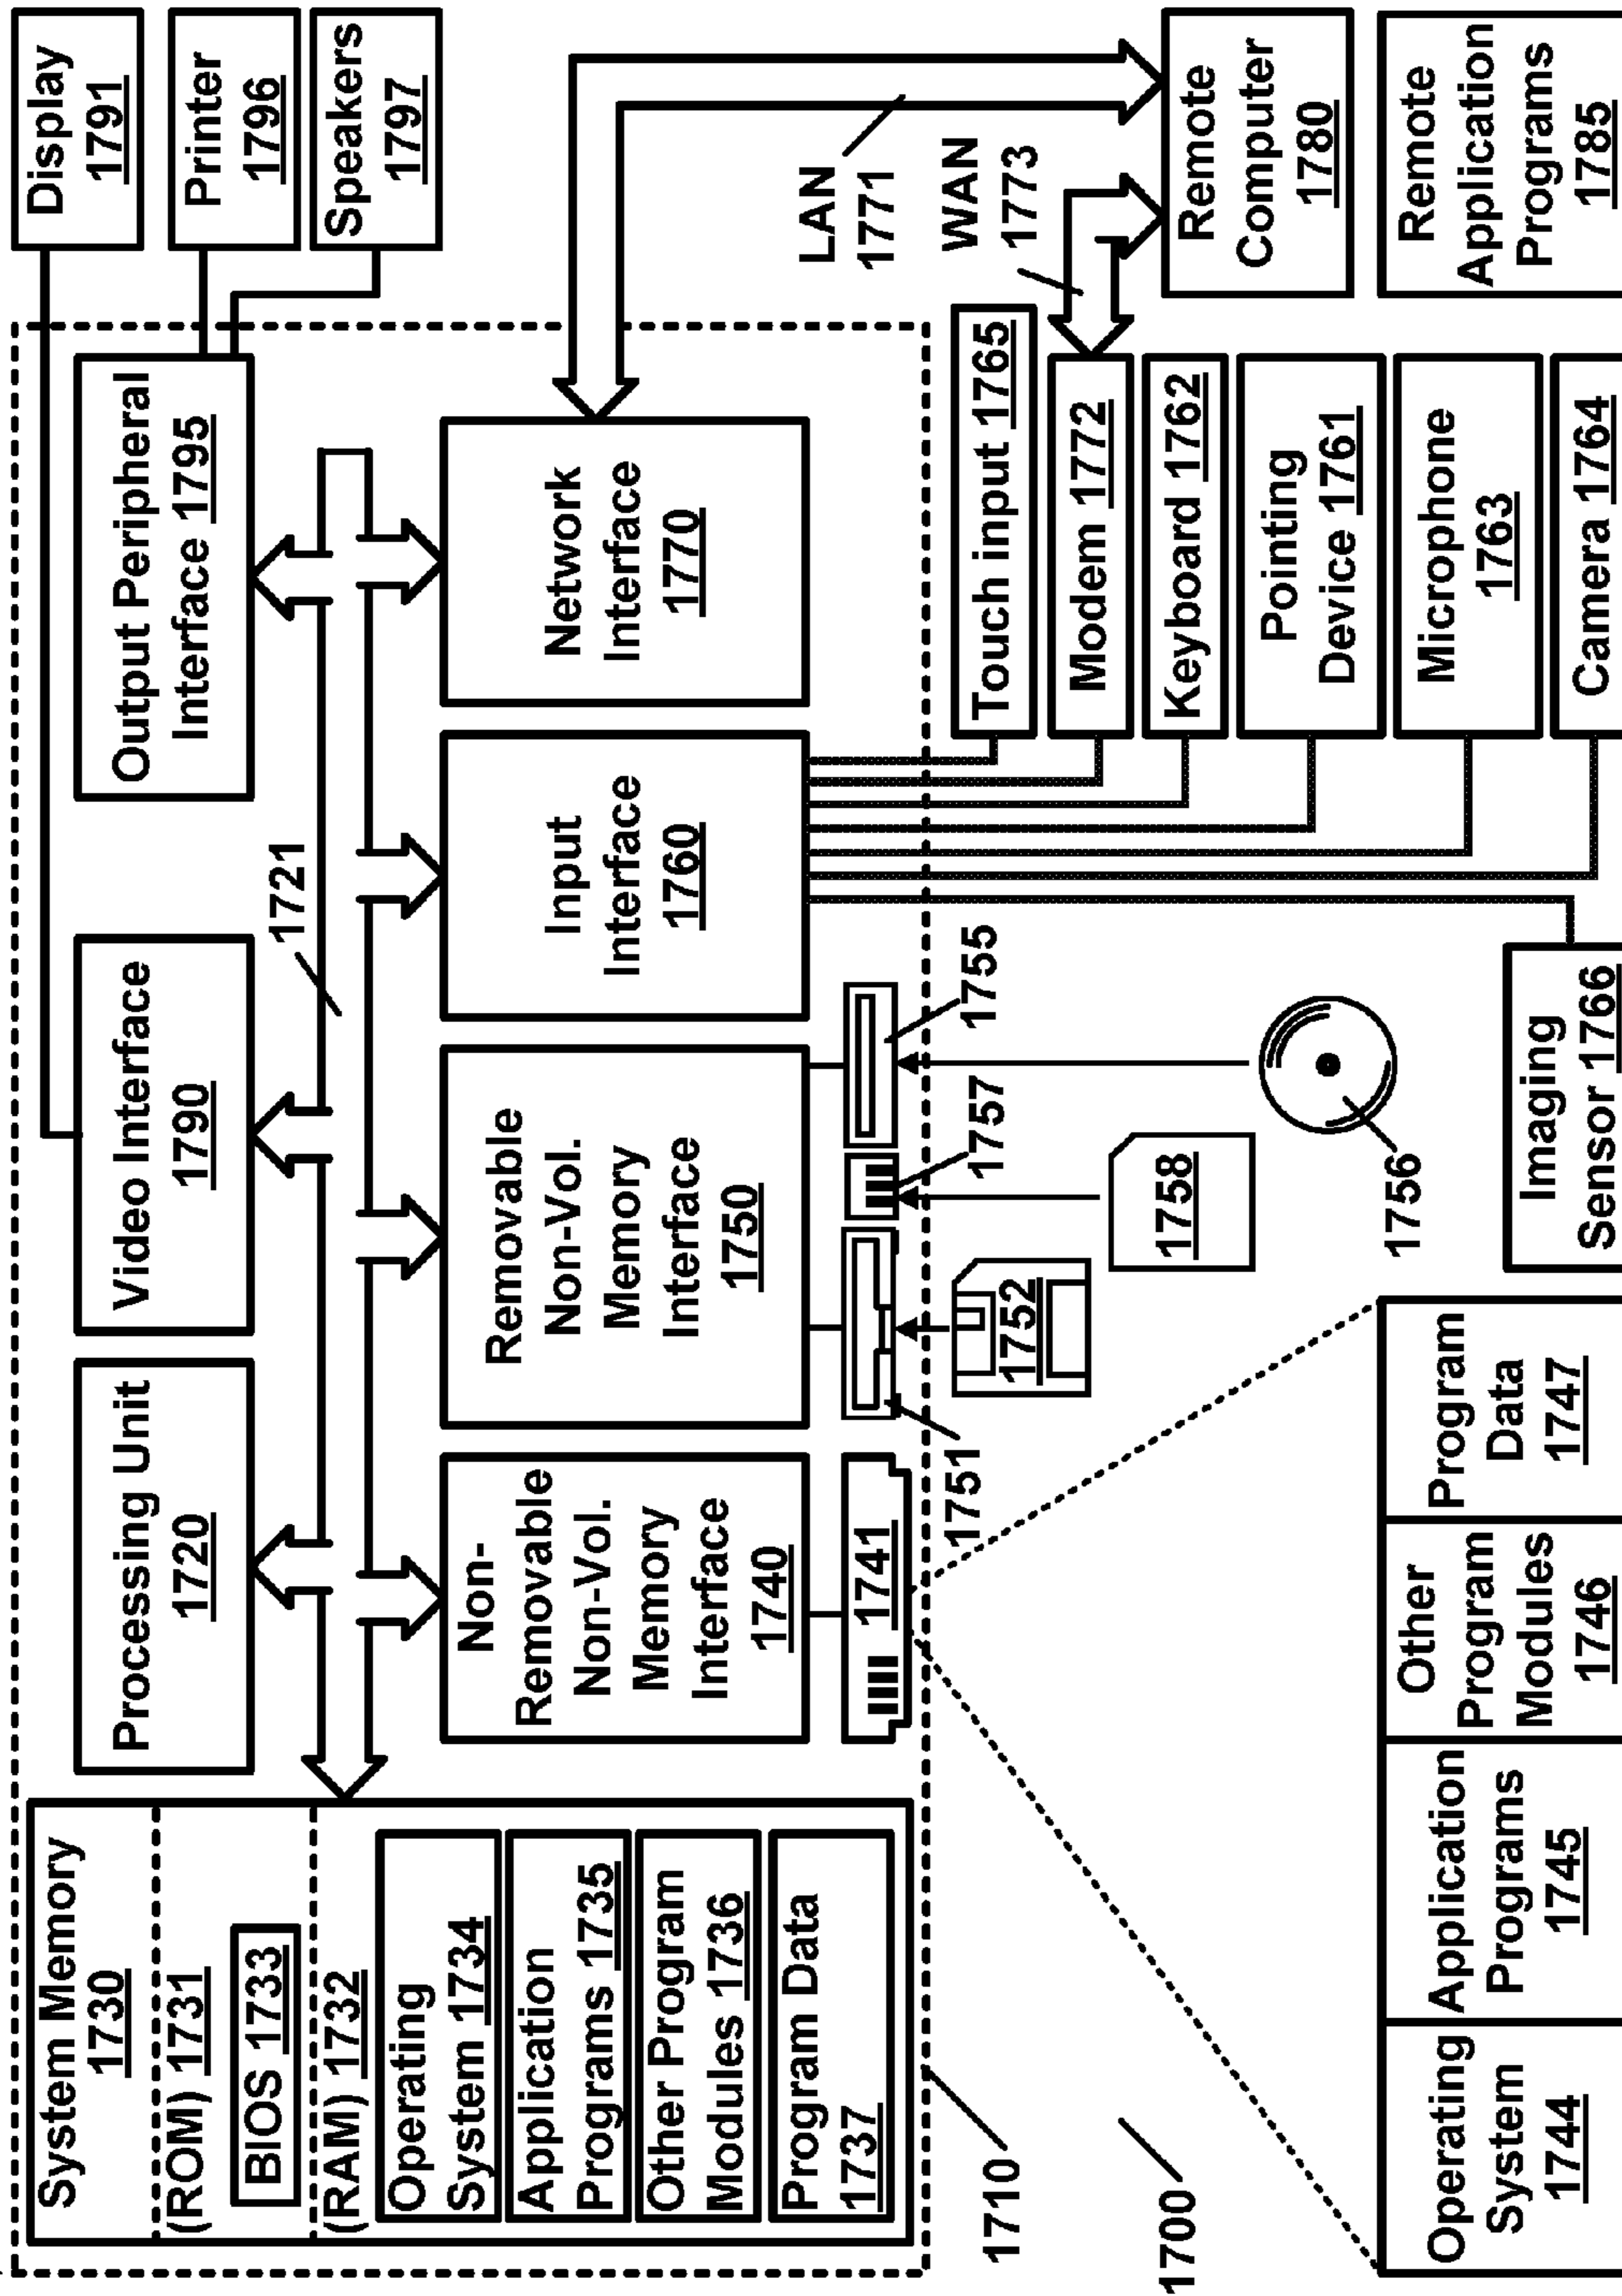 System Memory
1730
(ROM) 1731
BIOS 1733
(RAM) 1732
Operating
System 1734
Application
Programs 1735
Other Program
Modules 1736
Program Data
1737
Processing Unit
1720
Video Interface
1790
Output Peripheral
Interface 1795
Display
1791
Printer
1796
Speakers
1797
1721
Non-
Removable
Non-Vol.
Memory
Interface
1740
Removable
Non-Vol.
Memory
Interface
1750
Input
Interface
1760
Network
Interface
1770
1741
1751
1757
1755
1752
1758
1756
1710
1700
LAN
1771
WAN
1773
Touch input 1765
Modem 1772
Keyboard 1762
Pointing
Device 1761
Microphone
1763
Camera 1764
Imaging
Sensor 1766
Remote
Computer
1780
Remote
Application
Programs
1785
Operating
System
1744
Application
Programs
1745
Other
Program
Modules
1746
Program
Data
1747